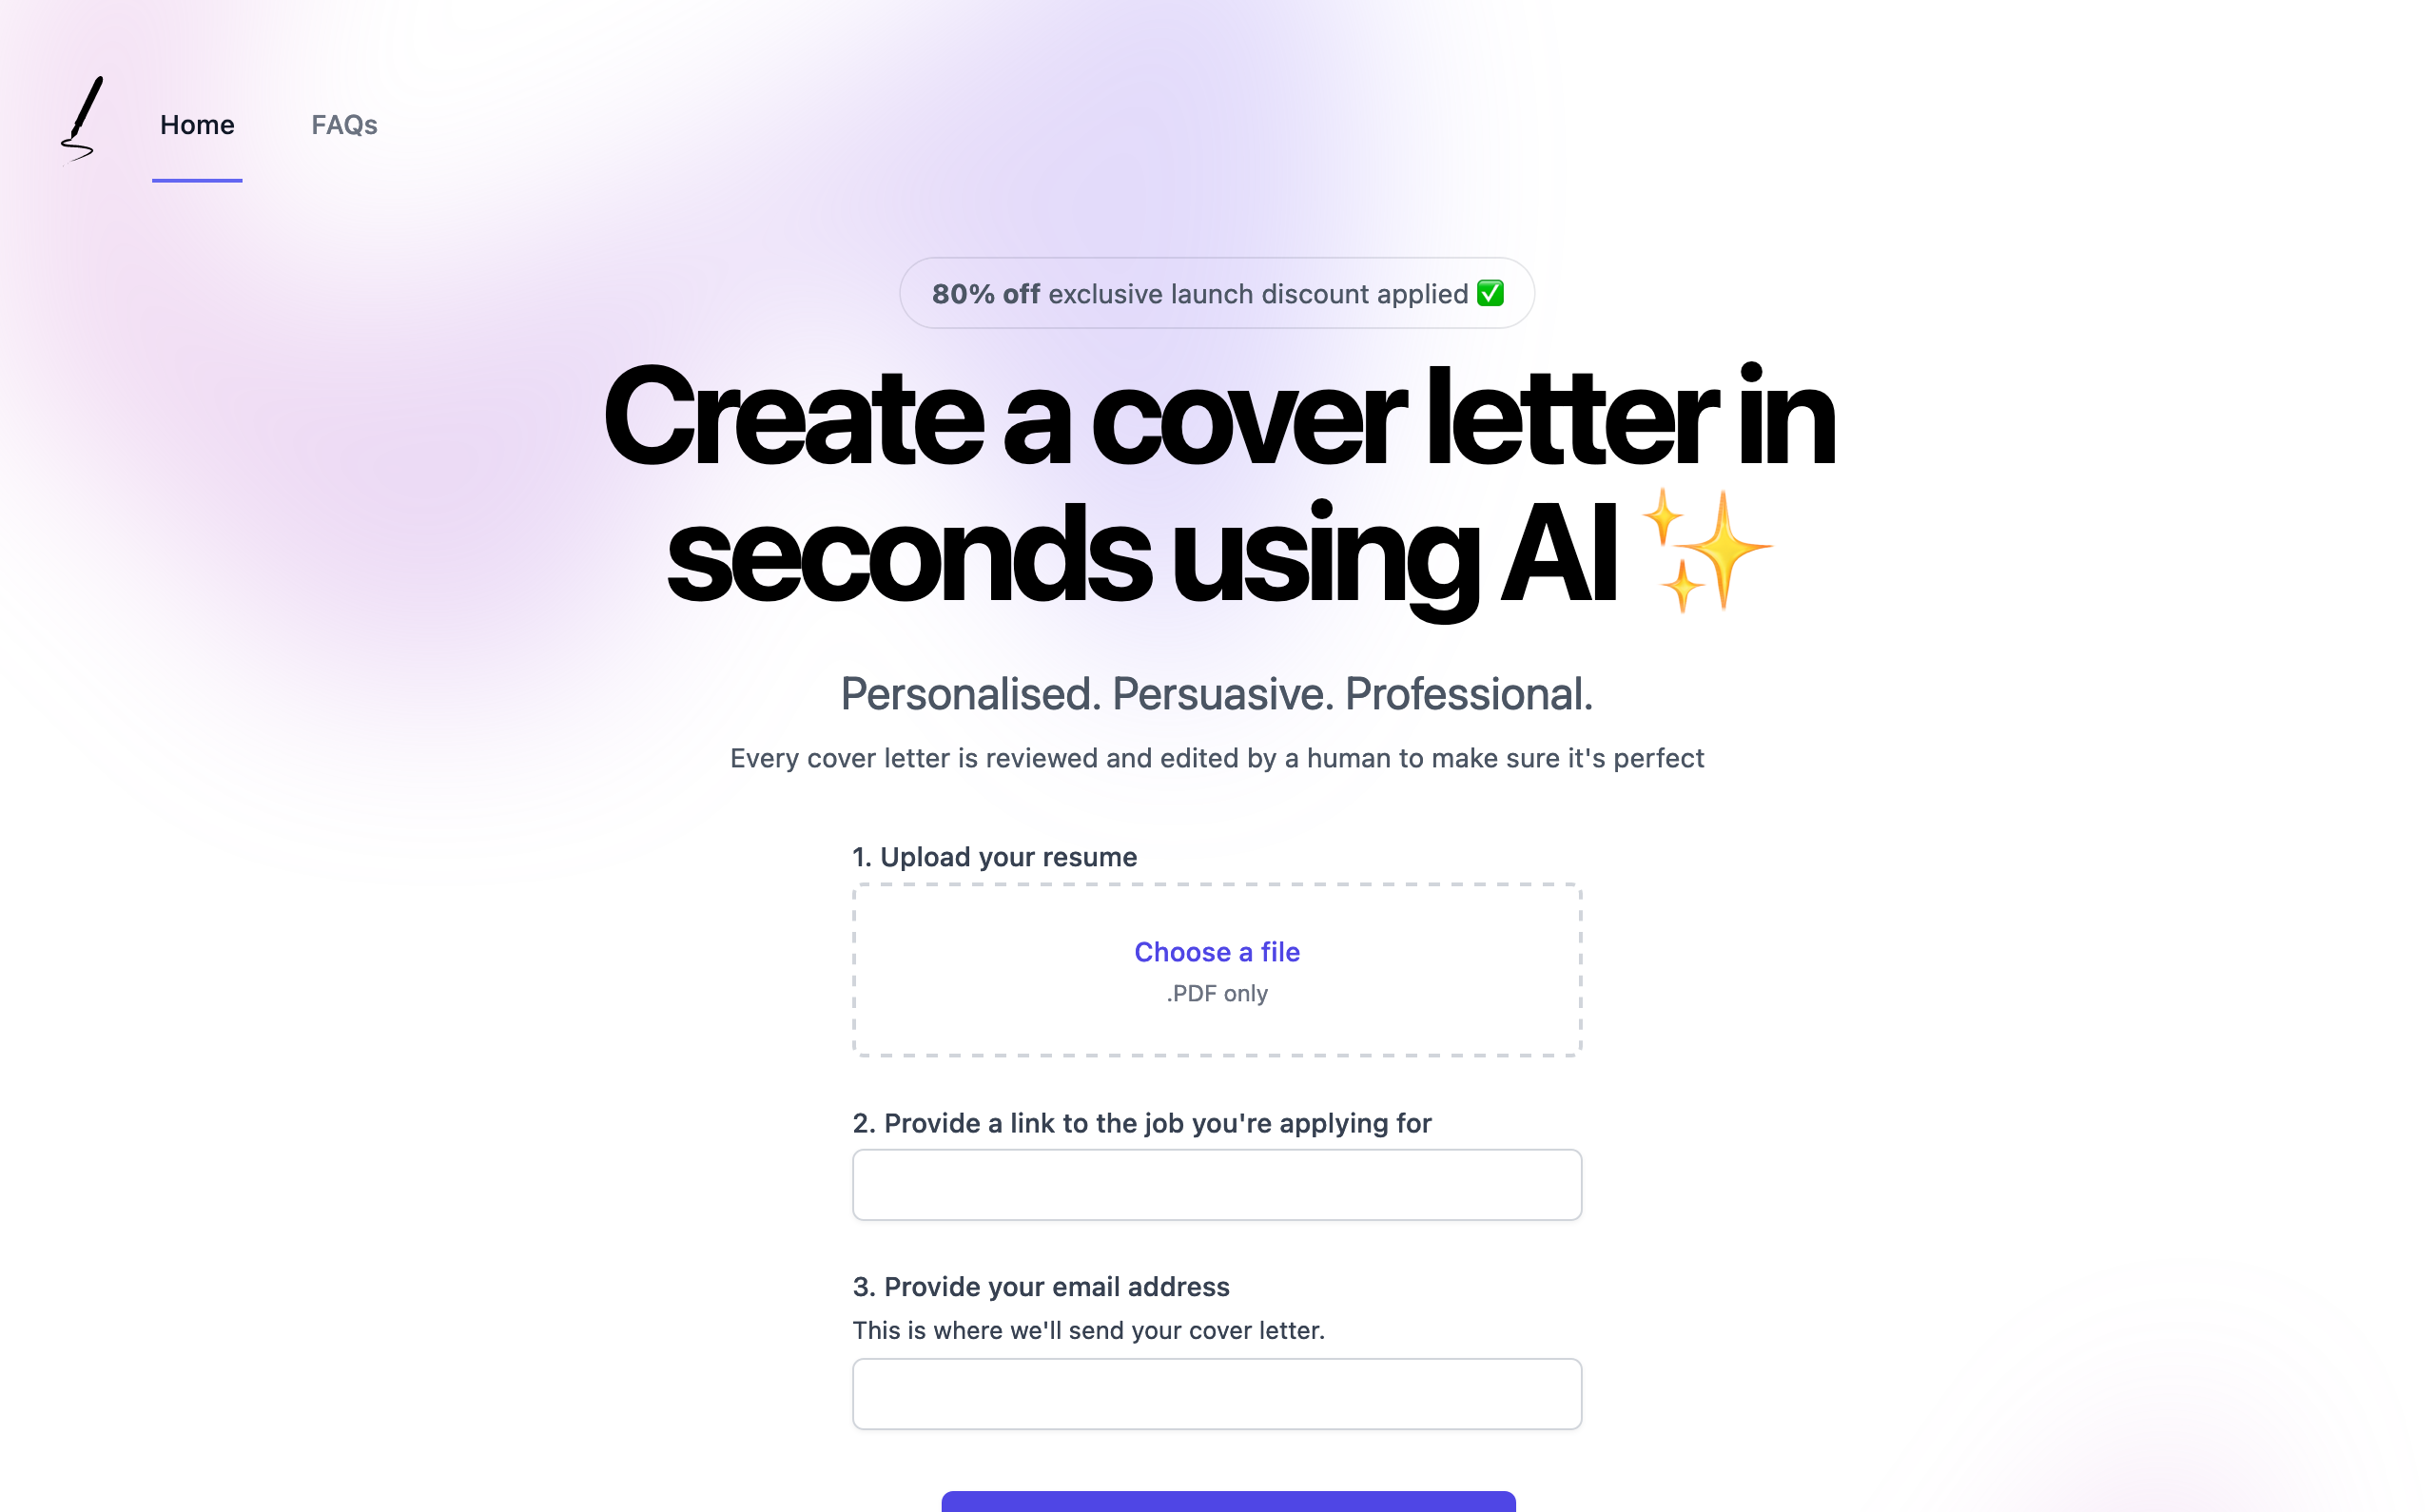 Home
FAQs
80% off exclusive launch discount applied ✅
Create a cover letter in
seconds using AI ✨
Personalised. Persuasive. Professional.
Every cover letter is reviewed and edited by a human to make sure it's perfect
1. Upload your resume
Choose a file
.PDF only
2. Provide a link to the job you're applying for
3. Provide your email address
This is where we'll send your cover letter.